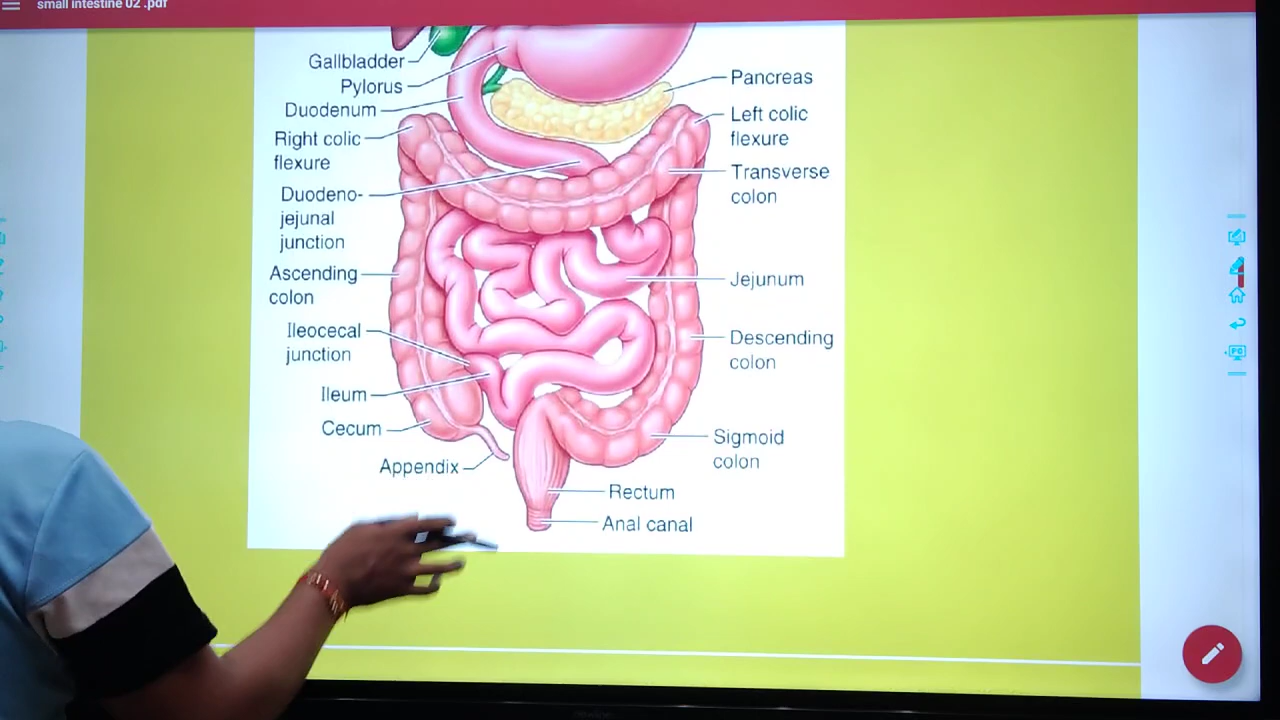 small intestine 02 .pdf
Gallbladder
Pylorus
Duodenum
Right colic
flexure
Duodeno-
jejunal
junction
Ascending
colon
Ileocecal
junction
Ileum
Cecum
Appendix
Pancreas
Left colic
flexure
Transverse
colon
Jejunum
Descending
colon
Sigmoid
colon
Rectum
Anal canal